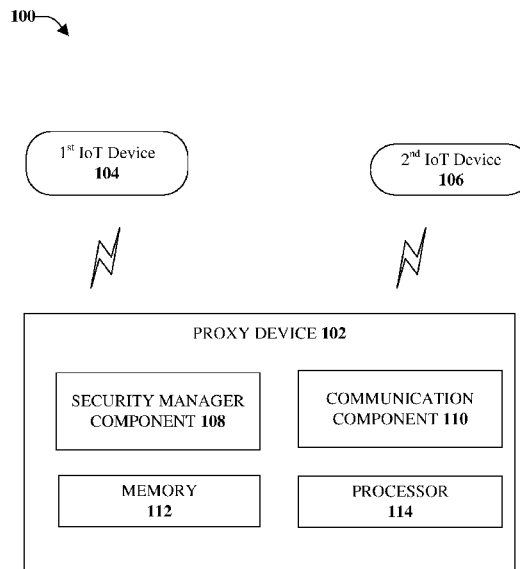 100
1st IoT Device
104
2nd IoT Device
106
PROXY DEVICE 102
SECURITY MANAGER
COMPONENT 108
COMMUNICATION
COMPONENT 110
MEMORY
112
PROCESSOR
114